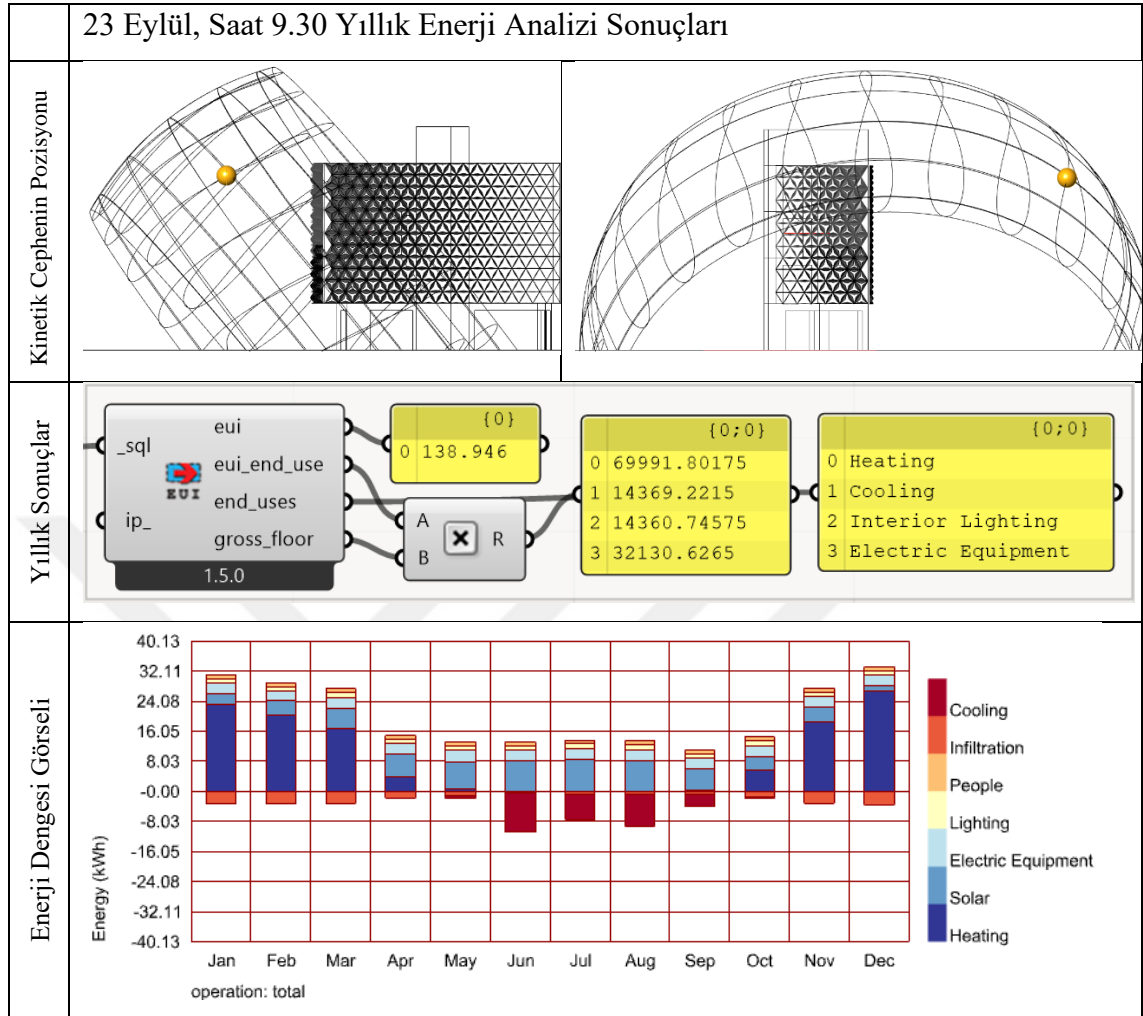 23 Eylül, Saat 9.30 Yıllık Enerji Analizi Sonuçları
Kinetik Cephenin Pozisyonu
Yıllık Sonuçlar
_sql
ip_
EUI
eui
eui_end_use
end_uses
gross_floor
1.5.0
{0}
0 138.946
A
B
R
{0;0}
0 69991.80175
1 14369.2215
2 14360.74575
3 32130.6265
{0;0}
0 Heating
1 Cooling
2 Interior Lighting
3 Electric Equipment
Enerji Dengesi Görseli
Energy (kWh)
40.13
32.11
24.08
16.05
8.03
-0.00
-8.03
-16.05
-24.08
-32.11
-40.13
Jan Feb Mar Apr May Jun Jul Aug Sep Oct Nov Dec
operation: total
Cooling
Infiltration
People
Lighting
Electric Equipment
Solar
Heating